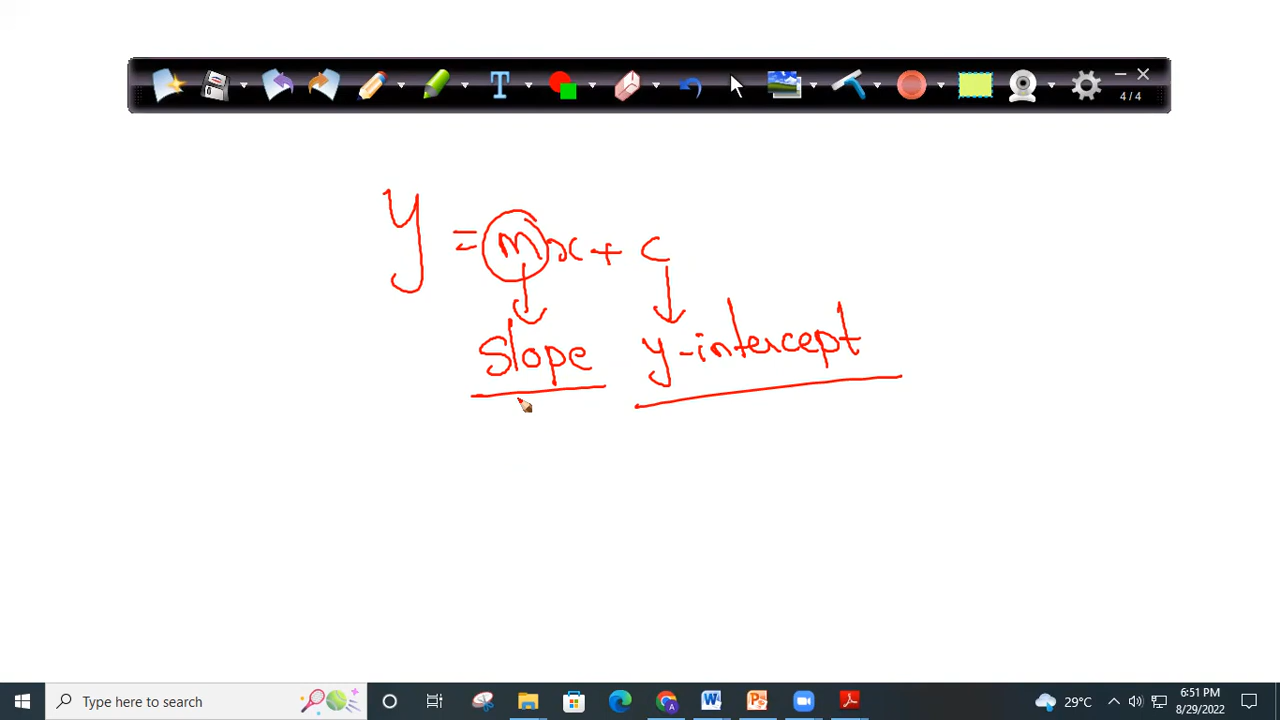 4 / 4
y = mx + c
slope y-intercept
Type here to search
29°C
6:51 PM
8/29/2022